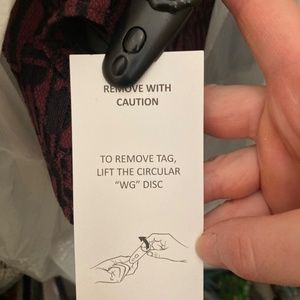 REMOVE WITH
CAUTION
TO REMOVE TAG,
LIFT THE CIRCULAR
“WG” DISC